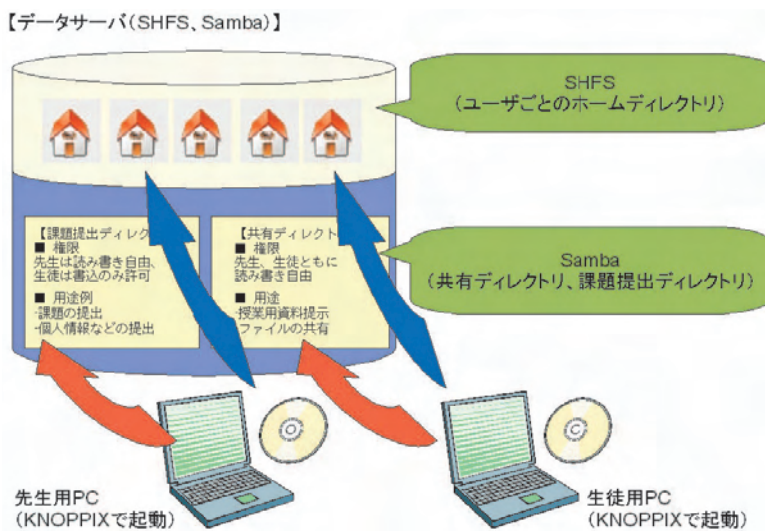 【データサーバ(SHFS、Samba)】
SHFS
(ユーザごとのホームディレクトリ)
【課題提出ディレク
■ 権限
先生は読み書き自由、
生徒は書込のみ許可
■ 用途例
・課題の提出
・個人情報などの提出
【共有ディレクト
■ 権限
先生、生徒ともに
読み書き自由
■ 用途
・授業用資料提示
ファイルの共有
Samba
(共有ディレクトリ、課題提出ディレクトリ)
先生用PC
(KNOPPIXで起動)
生徒用PC
(KNOPPIXで起動)